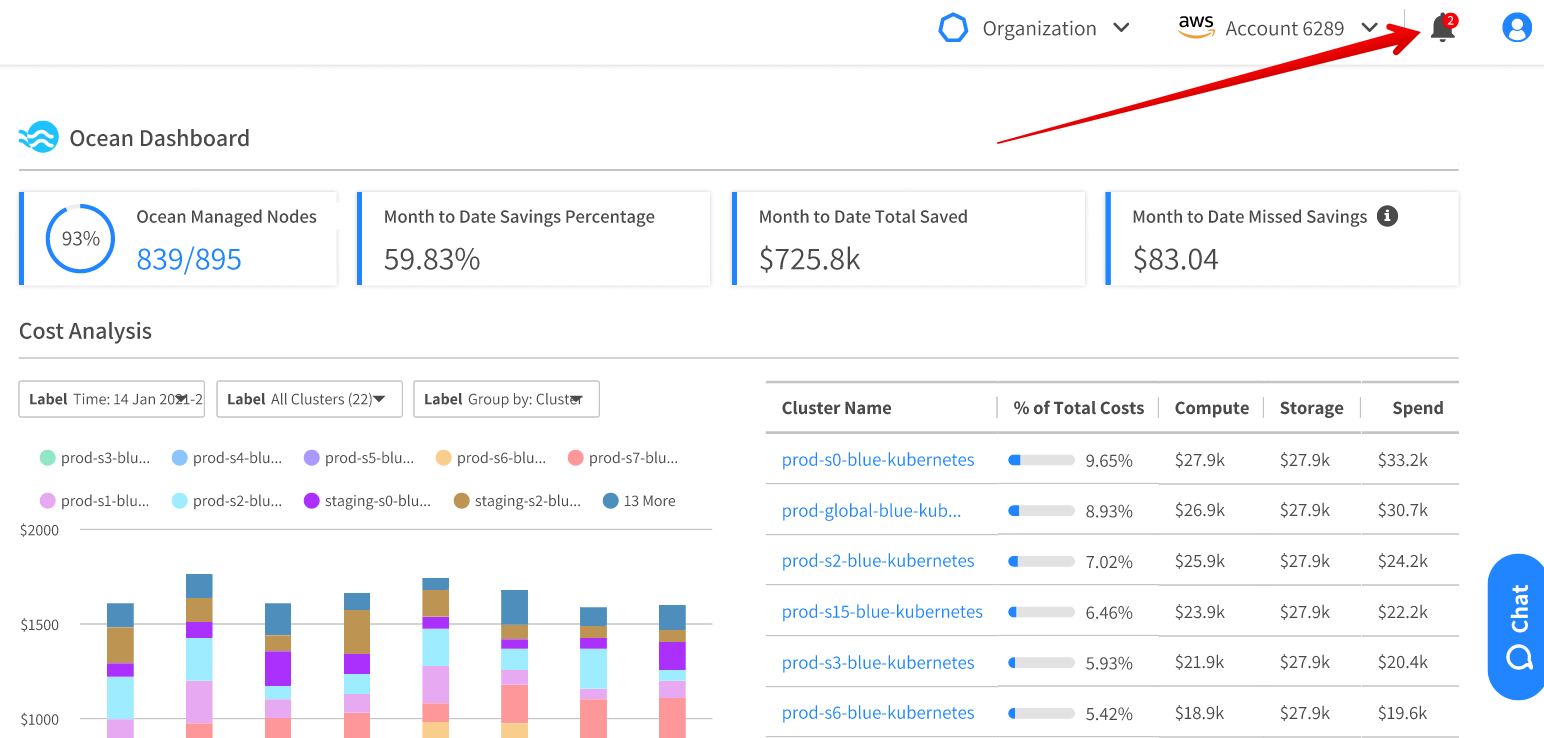 Organization
aws Account 6289
2
Ocean Dashboard
93%
Ocean Managed Nodes
839/895
Month to Date Savings Percentage
59.83%
Month to Date Total Saved
$725.8k
Month to Date Missed Savings
$83.04
Cost Analysis
Label Time: 14 Jan 2021-2
Label All Clusters (22)
Label Group by: Cluster
prod-s3-blu... prod-s4-blu... prod-s5-blu... prod-s6-blu... prod-s7-blu...
prod-s1-blu... prod-s2-blu... staging-s0-blu... staging-s2-blu... 13 More
$2000
$1500
$1000
Cluster Name % of Total Costs Compute Storage Spend
prod-s0-blue-kubernetes 9.65% $27.9k $27.9k $33.2k
prod-global-blue-kub... 8.93% $26.9k $27.9k $30.7k
prod-s2-blue-kubernetes 7.02% $25.9k $27.9k $24.2k
prod-s15-blue-kubernetes 6.46% $23.9k $27.9k $22.2k
prod-s3-blue-kubernetes 5.93% $21.9k $27.9k $20.4k
prod-s6-blue-kubernetes 5.42% $18.9k $27.9k $19.6k
Chat